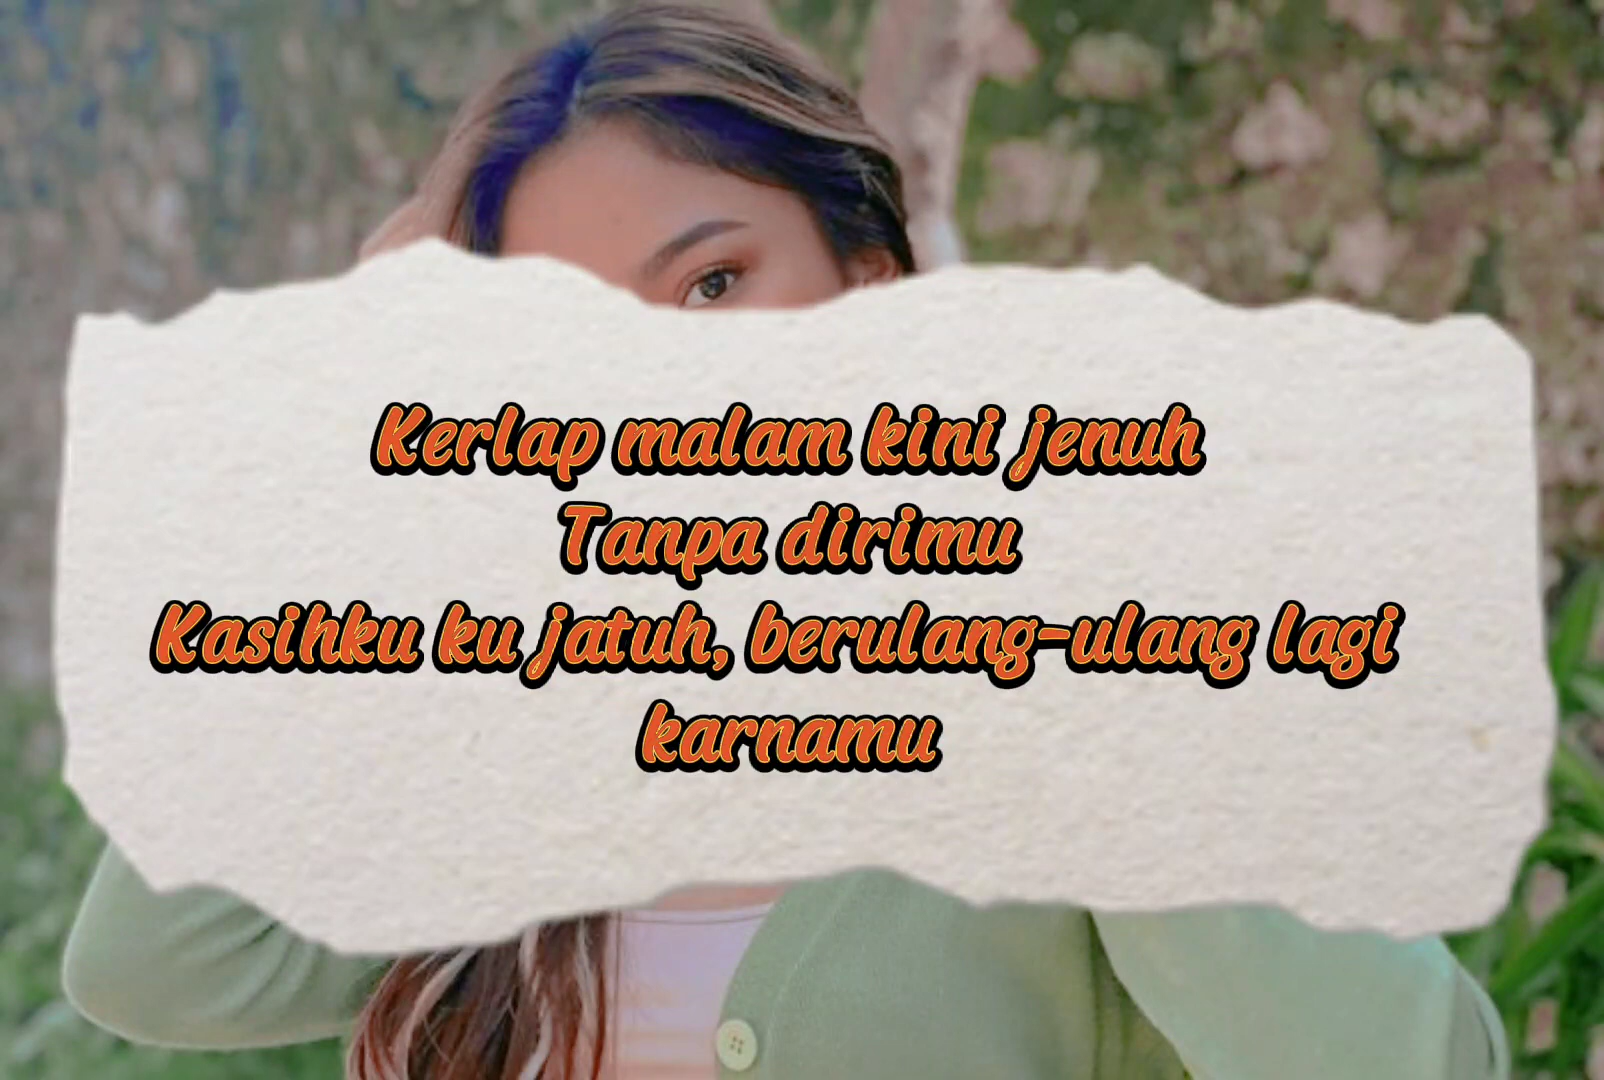 Kerlap malam kini jenuh
Tanpa dirimu
Kasihku ku jatuh, berulang-ulang lagi
karnamu